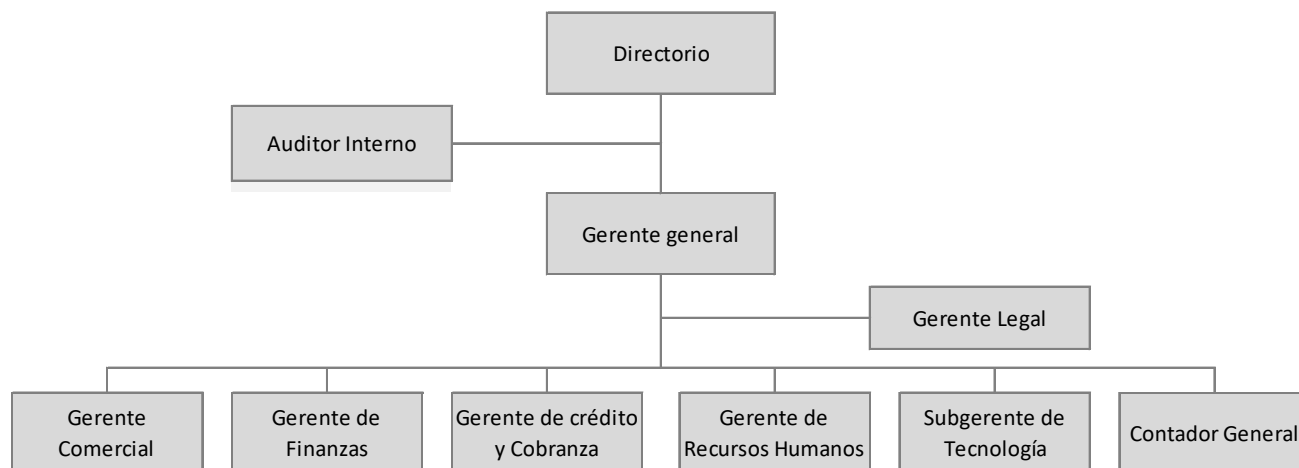 Directorio
Auditor Interno
Gerente general
Gerente Legal
Gerente
Comercial
Gerente de
Finanzas
Gerente de crédito
y Cobranza
Gerente de
Recursos Humanos
Subgerente de
Tecnología
Contador General